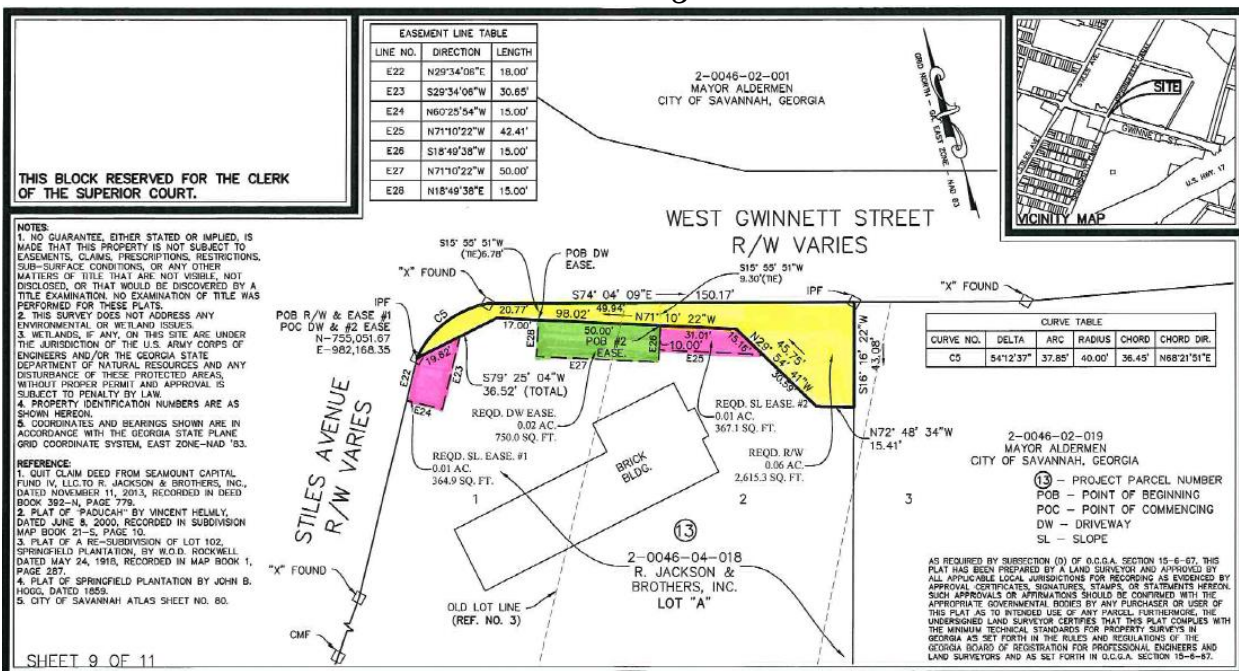 EASEMENT LINE TABLE
LINE NO. DIRECTION LENGTH
E22 N29°34'06"E 18.00'
E23 S29°34'06"W 30.65'
E24 N60°25'54"W 15.00'
E25 N71°10'22"W 42.41'
E26 S18°49'38"W 15.00'
E27 N71°10'22"W 50.00'
E28 N18°49'38"E 15.00'
2-0046-02-001
MAYOR ALDERMEN
CITY OF SAVANNAH, GEORGIA
GRID NORTH - GA. EAST ZONE - NAD 83
STILES AVE.
SITE
GWINNETT ST.
U.S. HWY. 17
VICINITY MAP
THIS BLOCK RESERVED FOR THE CLERK
OF THE SUPERIOR COURT.
NOTES:
1. NO GUARANTEE, EITHER STATED OR IMPLIED, IS
MADE THAT THIS PROPERTY IS NOT SUBJECT TO
EASEMENTS, CLAIMS, PRESCRIPTIONS, RESTRICTIONS,
SUB-SURFACE CONDITIONS, OR ANY OTHER
MATTERS OF TITLE THAT ARE NOT VISIBLE, NOT
DISCLOSED, OR THAT WOULD BE DISCOVERED BY A
TITLE EXAMINATION. NO EXAMINATION OF TITLE WAS
PERFORMED FOR THESE PLATS.
2. THIS SURVEY DOES NOT ADDRESS ANY
ENVIRONMENTAL OR WETLAND ISSUES.
3. WETLANDS, IF ANY, ON THIS SITE ARE UNDER
THE JURISDICTION OF THE U.S. ARMY CORPS OF
ENGINEERS AND/OR THE GEORGIA STATE
DEPARTMENT OF NATURAL RESOURCES AND ANY
DISTURBANCE OF THESE PROTECTED AREAS,
WITHOUT PROPER PERMIT AND APPROVAL IS
SUBJECT TO PENALTY BY LAW.
4. PROPERTY IDENTIFICATION NUMBERS ARE AS
SHOWN HEREON.
5. COORDINATES AND BEARINGS SHOWN ARE IN
ACCORDANCE WITH THE GEORGIA STATE PLANE
GRID COORDINATE SYSTEM, EAST ZONE-NAD '83.
REFERENCE:
1. QUIT CLAIM DEED FROM SEAMOUNT CAPITAL
FUND IV, LLC.TO R. JACKSON & BROTHERS, INC.,
DATED NOVEMBER 11, 2013, RECORDED IN DEED
BOOK 392-N, PAGE 779.
2. PLAT OF "PADUCAH" BY VINCENT HELMLY,
DATED JUNE 8, 2000, RECORDED IN SUBDIVISION
MAP BOOK 21-S, PAGE 10.
3. PLAT OF A RE-SUBDIVISION OF LOT 102,
SPRINGFIELD PLANTATION, BY W.O.D. ROCKWELL
DATED MAY 24, 1918, RECORDED IN MAP BOOK 1,
PAGE 287.
4. PLAT OF SPRINGFIELD PLANTATION BY JOHN B.
HOGG, DATED 1859.
5. CITY OF SAVANNAH ATLAS SHEET NO. 80.
SHEET 9 OF 11
WEST GWINNETT STREET
R/W VARIES
S15° 55' 51"W
(TIE)6.78'
POB DW
EASE.
S15° 55' 51"W
9.30'(TIE)
"X" FOUND
IPF
"X" FOUND
IPF
POB R/W & EASE #1
POC DW & #2 EASE
N-755,051.67
E-982,168.35
S74° 04' 09"E 150.17'
C5
20.77'
49.94'
98.02' N71° 10' 22"W
17.00'
50.00'
POB #2
EASE.
31.01'
10.00'
15.16'
E28
E27
E26
E25
19.82'
E22
E23
E24
N29° 54' 41"W
45.75'
30.59'
S16° 16' 22"W
43.08'
S79° 25' 04"W
36.52' (TOTAL)
REQD. DW EASE.
0.02 AC.
750.0 SQ. FT.
REQD. SL. EASE. #1
0.01 AC.
364.9 SQ. FT.
REQD. SL EASE. #2
0.01 AC.
367.1 SQ. FT.
REQD. R/W
0.06 AC.
2,615.3 SQ. FT.
N72° 48' 34"W
15.41'
STILES AVENUE
R/W VARIES
BRICK
BLDG.
1
2
3
13
2-0046-04-018
R. JACKSON &
BROTHERS, INC.
LOT "A"
"X" FOUND
OLD LOT LINE
(REF. NO. 3)
CMF
CURVE TABLE
CURVE NO. DELTA ARC RADIUS CHORD CHORD DIR.
C5 54°12'37" 37.85' 40.00' 36.45' N68°21'51"E
2-0046-02-019
MAYOR ALDERMEN
CITY OF SAVANNAH, GEORGIA
13 - PROJECT PARCEL NUMBER
POB - POINT OF BEGINNING
POC - POINT OF COMMENCING
DW - DRIVEWAY
SL - SLOPE
AS REQUIRED BY SUBSECTION (D) OF O.C.G.A. SECTION 15-6-67, THIS
PLAT HAS BEEN PREPARED BY A LAND SURVEYOR AND APPROVED BY
ALL APPLICABLE LOCAL JURISDICTIONS FOR RECORDING AS EVIDENCED BY
APPROVAL CERTIFICATES, SIGNATURES, STAMPS, OR STATEMENTS HEREON.
SUCH APPROVALS OR AFFIRMATIONS SHOULD BE CONFIRMED WITH THE
APPROPRIATE GOVERNMENTAL BODIES BY ANY PURCHASER OR USER OF
THIS PLAT AS TO INTENDED USE OF ANY PARCEL. FURTHERMORE, THE
UNDERSIGNED LAND SURVEYOR CERTIFIES THAT THIS PLAT COMPLIES WITH
THE MINIMUM TECHNICAL STANDARDS FOR PROPERTY SURVEYS IN
GEORGIA AS SET FORTH IN THE RULES AND REGULATIONS OF THE
GEORGIA BOARD OF REGISTRATION FOR PROFESSIONAL ENGINEERS AND
LAND SURVEYORS AND AS SET FORTH IN O.C.G.A. SECTION 15-6-67.